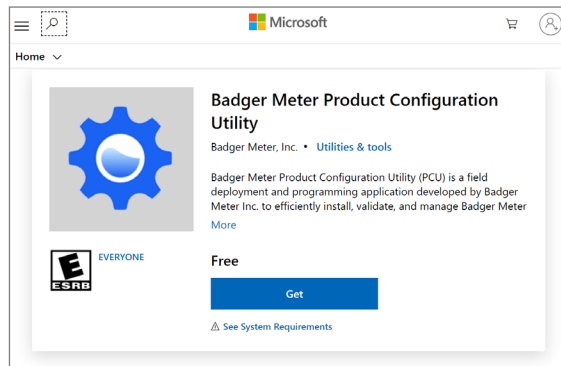 Microsoft
Home
Badger Meter Product Configuration
Utility
Badger Meter, Inc. • Utilities & tools
Badger Meter Product Configuration Utility (PCU) is a field
deployment and programming application developed by Badger
Meter Inc. to efficiently install, validate, and manage Badger Meter
More
E
ESRB
EVERYONE
Free
Get
See System Requirements